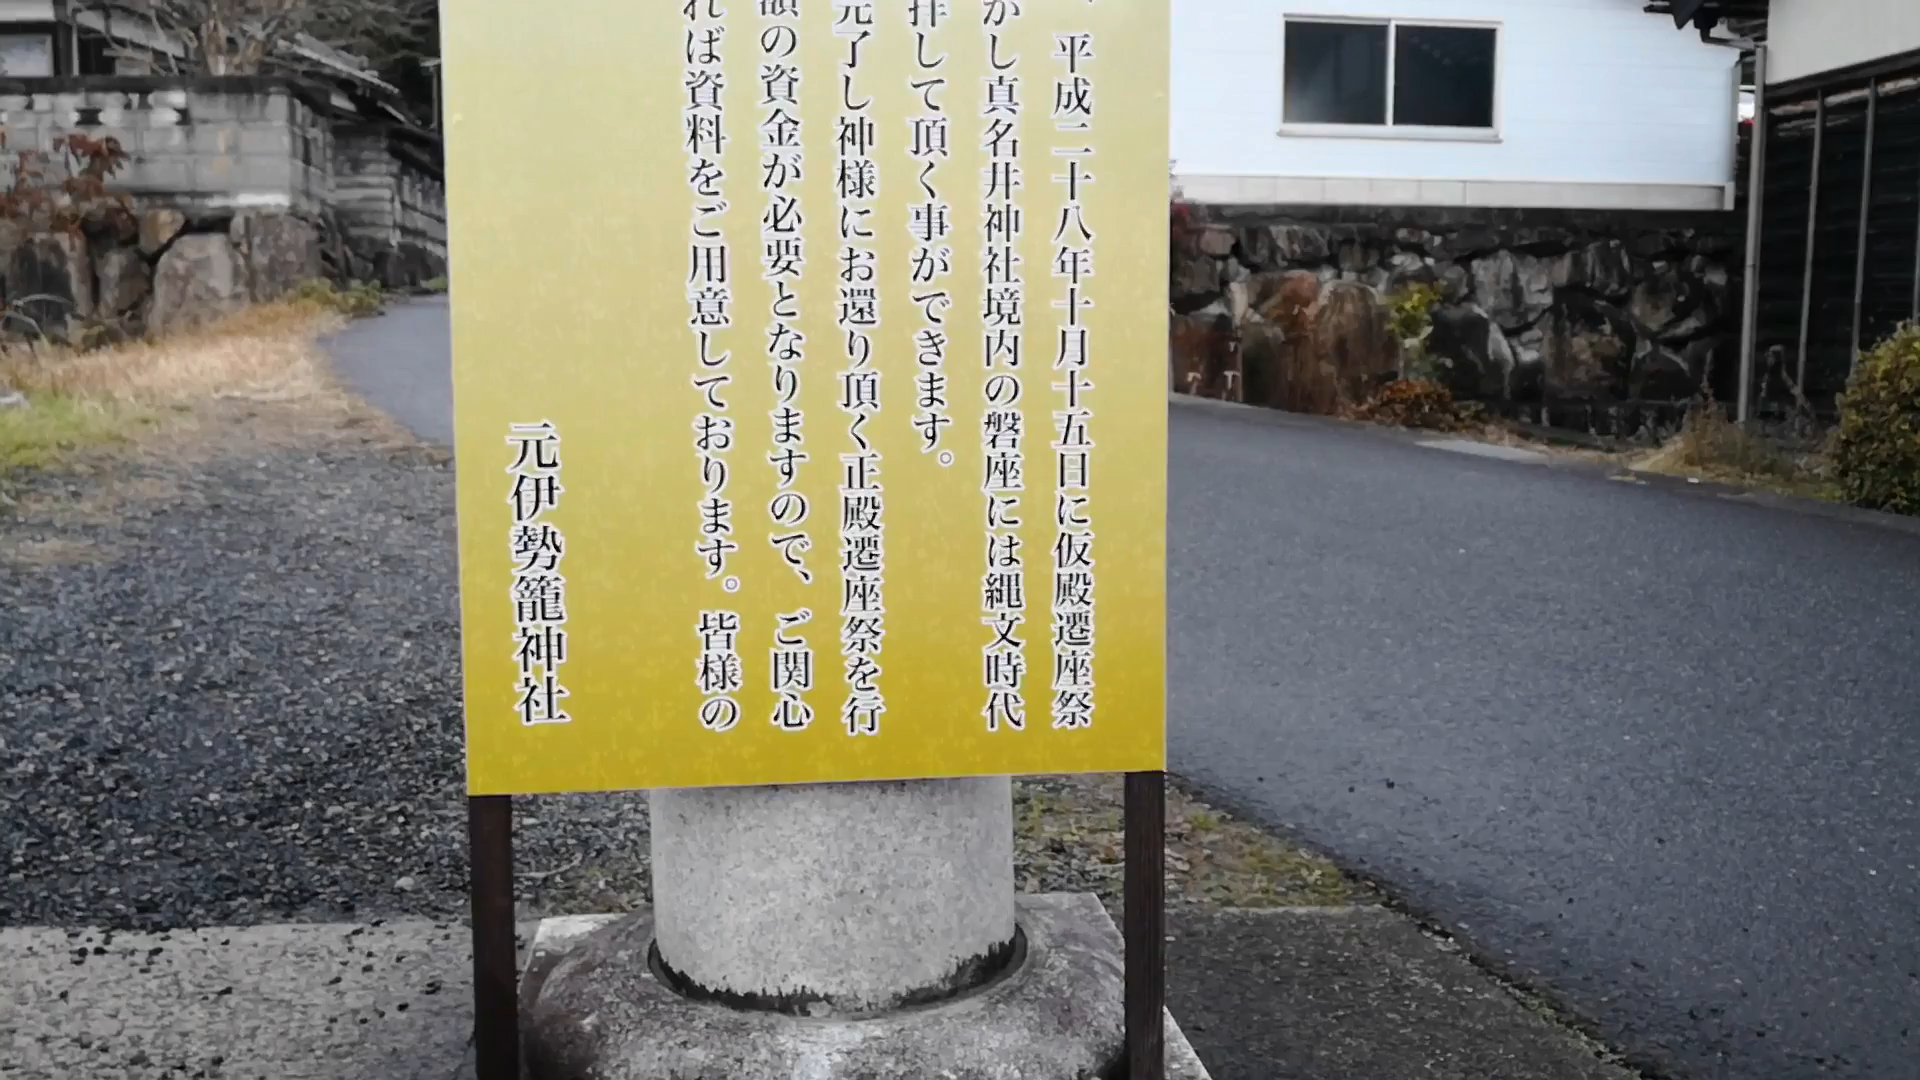 平成二十八年十月十五日に仮殿遷座祭
かし真名井神社境内の磐座には縄文時代
拝して頂く事ができます。
完了し神様にお還り頂く正殿遷座祭を行
額の資金が必要となりますので、ご関心
れば資料をご用意しております。皆様の
元伊勢籠神社